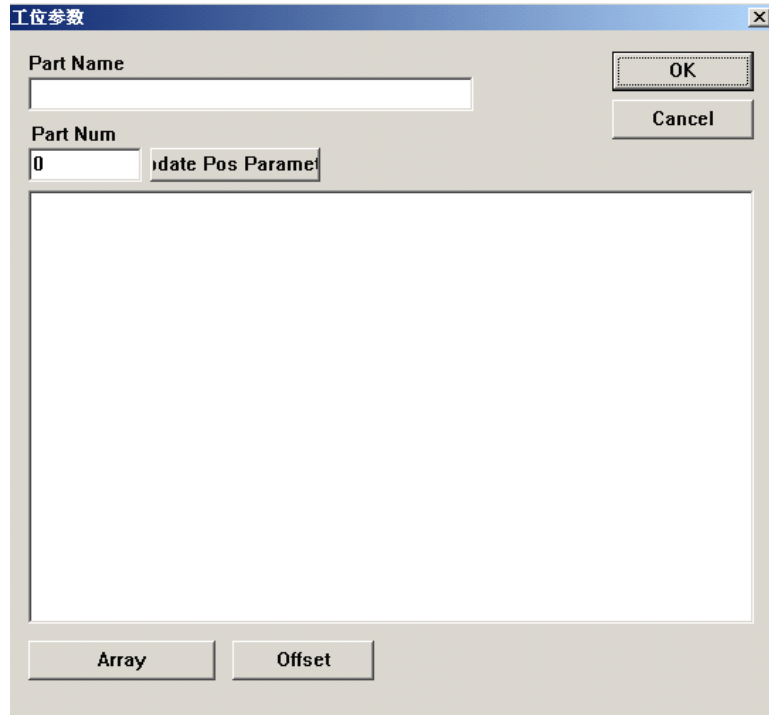 工位参数
Part Name
OK
Cancel
Part Num
0
date Pos Paramet
Array
Offset